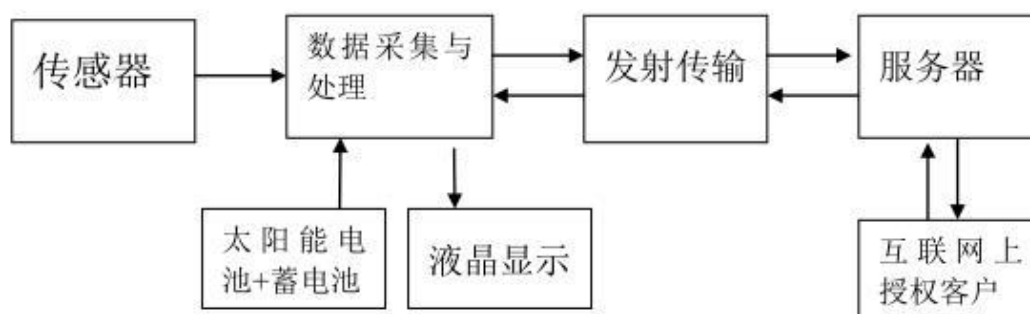 传感器
数据采集与
处理
发射传输
服务器
太阳能电
池+蓄电池
液晶显示
互联网上
授权客户